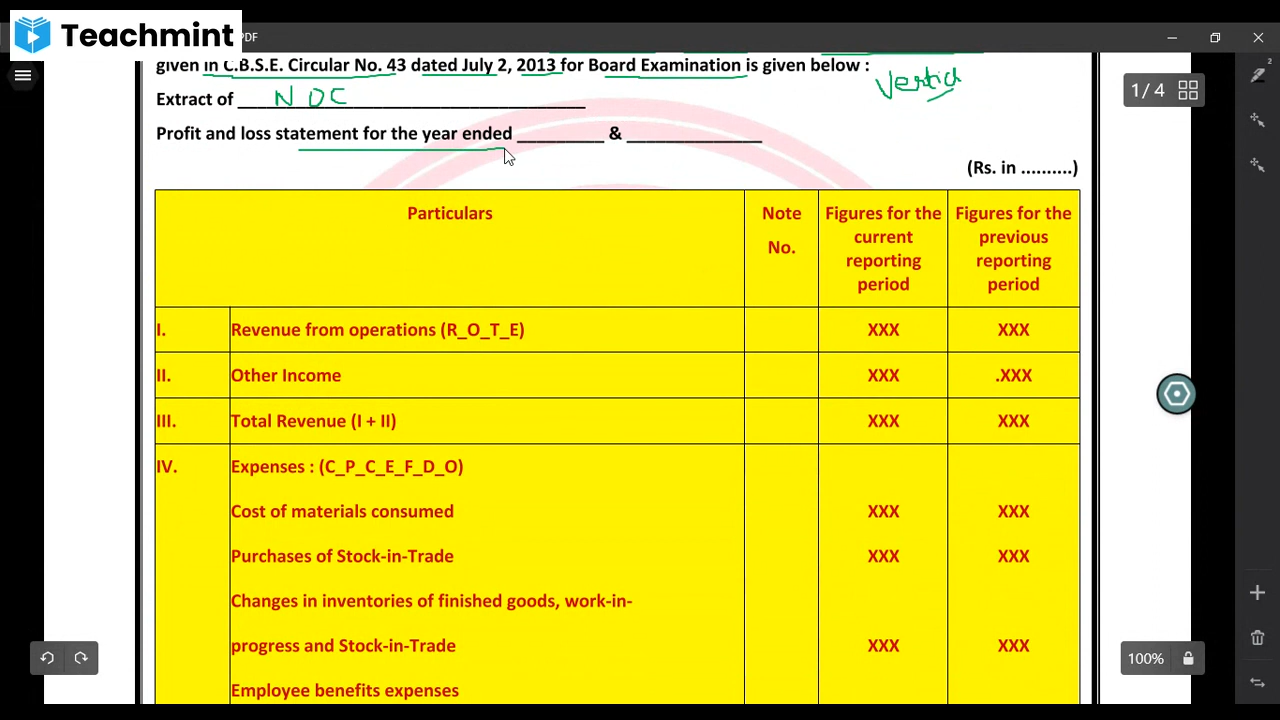 Teachmint
PDF
given in C.B.S.E. Circular No. 43 dated July 2, 2013 for Board Examination is given below :
Vertical
Extract of ____N OC__________________________
Profit and loss statement for the year ended _________ & ______________
(Rs. in ..........)
Particulars
Note No.
Figures for the current reporting period
Figures for the previous reporting period
I. Revenue from operations (R_O_T_E) XXX XXX
II. Other Income XXX .XXX
III. Total Revenue (I + II) XXX XXX
IV. Expenses : (C_P_C_E_F_D_O)
Cost of materials consumed XXX XXX
Purchases of Stock-in-Trade XXX XXX
Changes in inventories of finished goods, work-in-
progress and Stock-in-Trade XXX XXX
Employee benefits expenses
1 / 4
2
100%